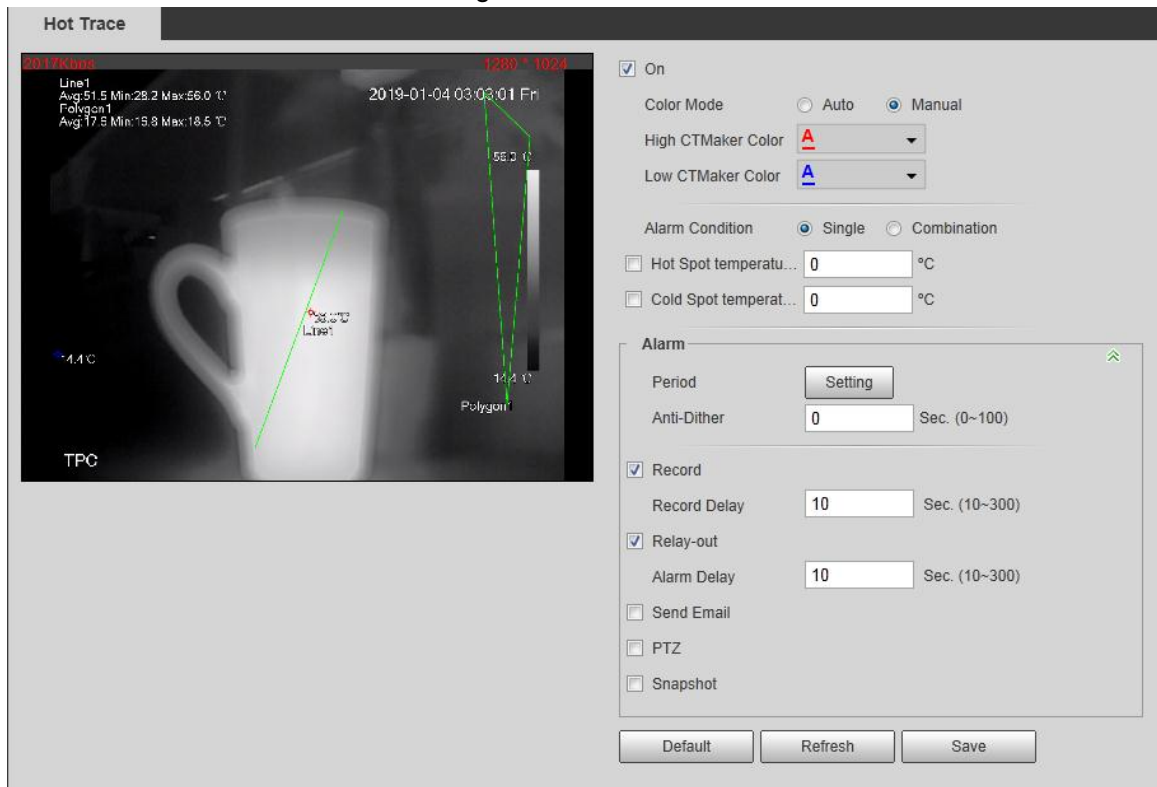 Hot Trace
2017Kbps 1280 * 1024
Line1
Avg:51.5 Min:28.2 Max:56.0 ℃
Polygon1
Avg:17.6 Min:15.8 Max:18.5 ℃
2019-01-04 03:03:01 Fri
Line1
14.4 ℃
Polygon1
TPC
On
Color Mode Auto Manual
High CTMaker Color A
Low CTMaker Color A
Alarm Condition Single Combination
Hot Spot temperatu... 0 °C
Cold Spot temperat... 0 °C
Alarm
Period Setting
Anti-Dither 0 Sec. (0~100)
Record
Record Delay 10 Sec. (10~300)
Relay-out
Alarm Delay 10 Sec. (10~300)
Send Email
PTZ
Snapshot
Default Refresh Save